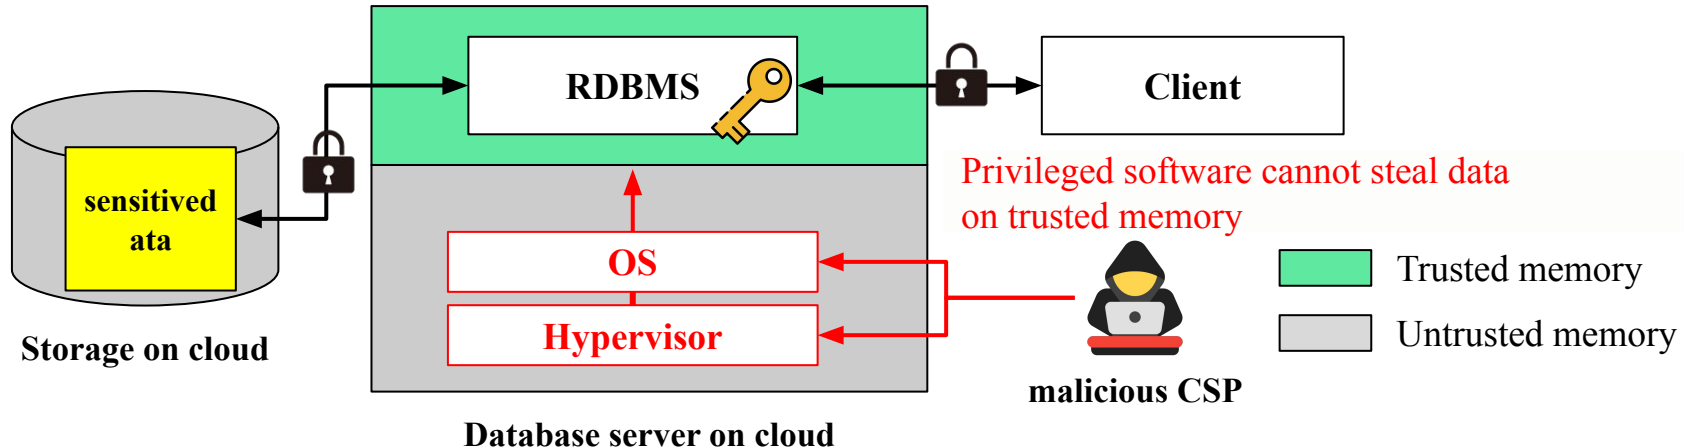 RDBMS
Client
sensitived
ata
Privileged software cannot steal data
on trusted memory
OS
Hypervisor
Trusted memory
Untrusted memory
Storage on cloud
malicious CSP
Database server on cloud